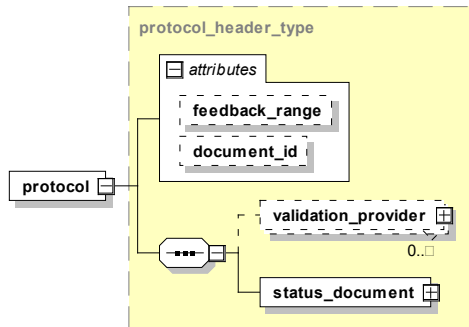 protocol_header_type
attributes
feedback_range
document_id
protocol
validation_provider
0..□
status_document